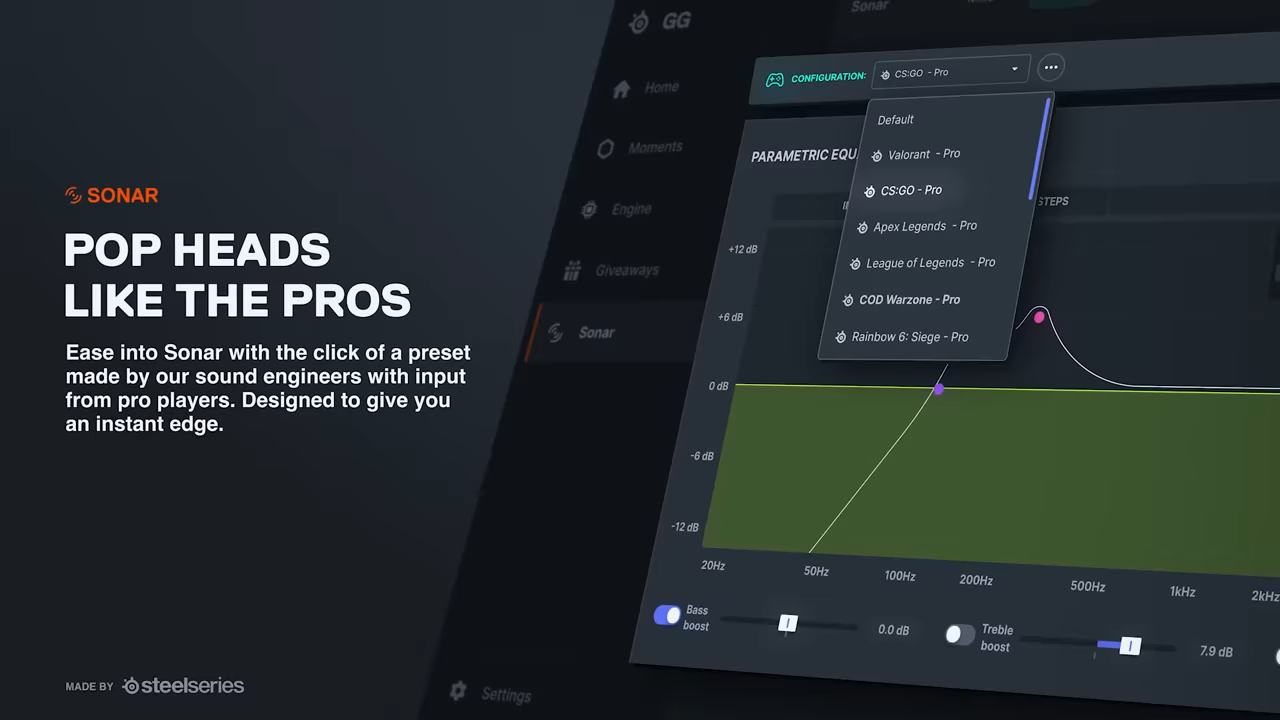 SONAR
POP HEADS
LIKE THE PROS
Ease into Sonar with the click of a preset
made by our sound engineers with input
from pro players. Designed to give you
an instant edge.
MADE BY steelseries
GG
Home
Moments
Engine
Giveaways
Sonar
Settings
Sonar
CONFIGURATION: CS:GO - Pro
Default
Valorant - Pro
CS:GO - Pro
Apex Legends - Pro
League of Legends - Pro
COD Warzone - Pro
Rainbow 6: Siege - Pro
PARAMETRIC EQU
STEPS
+12 dB
+6 dB
0 dB
-6 dB
-12 dB
20Hz 50Hz 100Hz 200Hz 500Hz 1kHz 2kHz
Bass
boost
0.0 dB
Treble
boost
7.9 dB